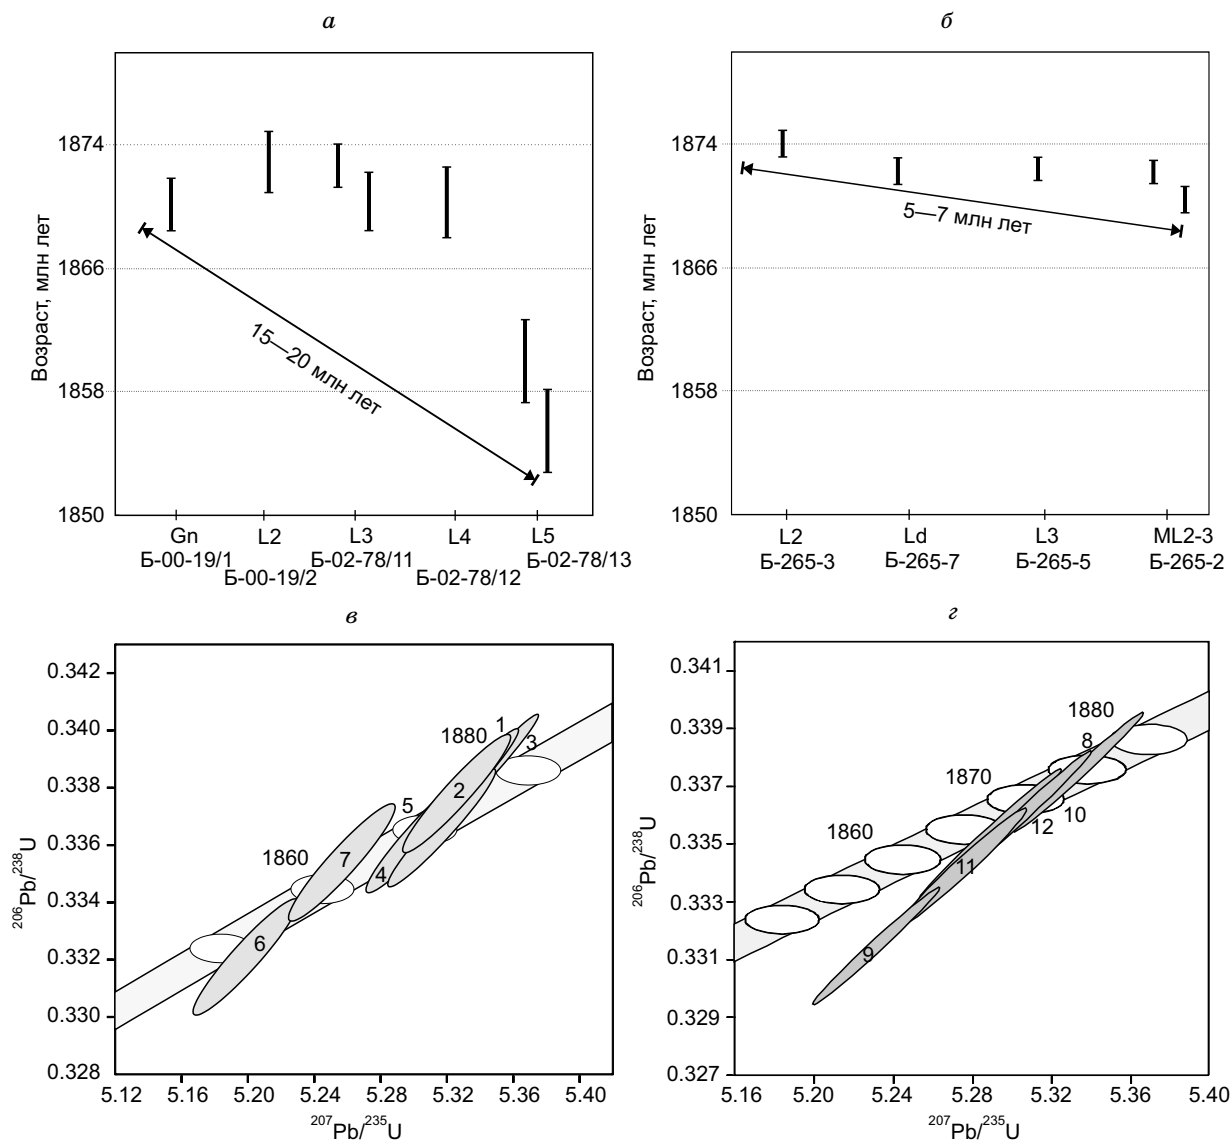 а
1874
1866
1858
1850
Возраст, млн лет
15—20 млн лет
Gn
L2
L3
L4
L5
Б-00-19/1
Б-02-78/11
Б-02-78/13
Б-00-19/2
Б-02-78/12
б
1874
1866
1858
1850
Возраст, млн лет
5—7 млн лет
L2
Ld
L3
ML2-3
Б-265-3
Б-265-7
Б-265-5
Б-265-2
в
0.342
0.340
0.338
0.336
0.334
0.332
0.330
0.328
206Pb/238U
1880
1
3
2
5
1860
7
4
6
5.12
5.16
5.20
5.24
5.28
5.32
5.36
5.40
207Pb/235U
г
0.341
0.339
0.337
0.335
0.333
0.331
0.329
0.327
206Pb/238U
1880
8
1870
10
12
1860
11
9
5.16
5.20
5.24
5.28
5.32
5.36
5.40
207Pb/235U